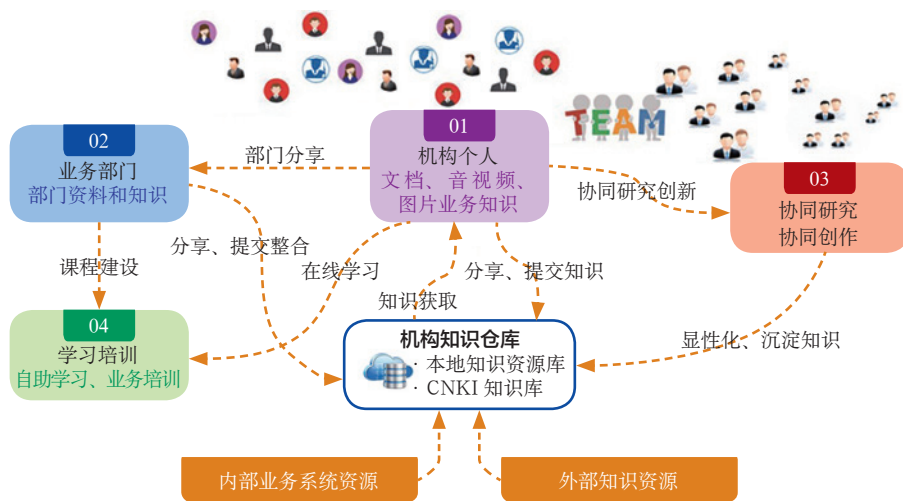 TEAM
01
机构个人
文档、音视频、
图片业务知识
02
业务部门
部门资料和知识
部门分享
协同研究创新
03
协同研究
协同创作
分享、提交整合
课程建设
在线学习
分享、提交知识
知识获取
04
学习培训
自助学习、业务培训
显性化、沉淀知识
机构知识仓库
· 本地知识资源库
· CNKI 知识库
内部业务系统资源
外部知识资源